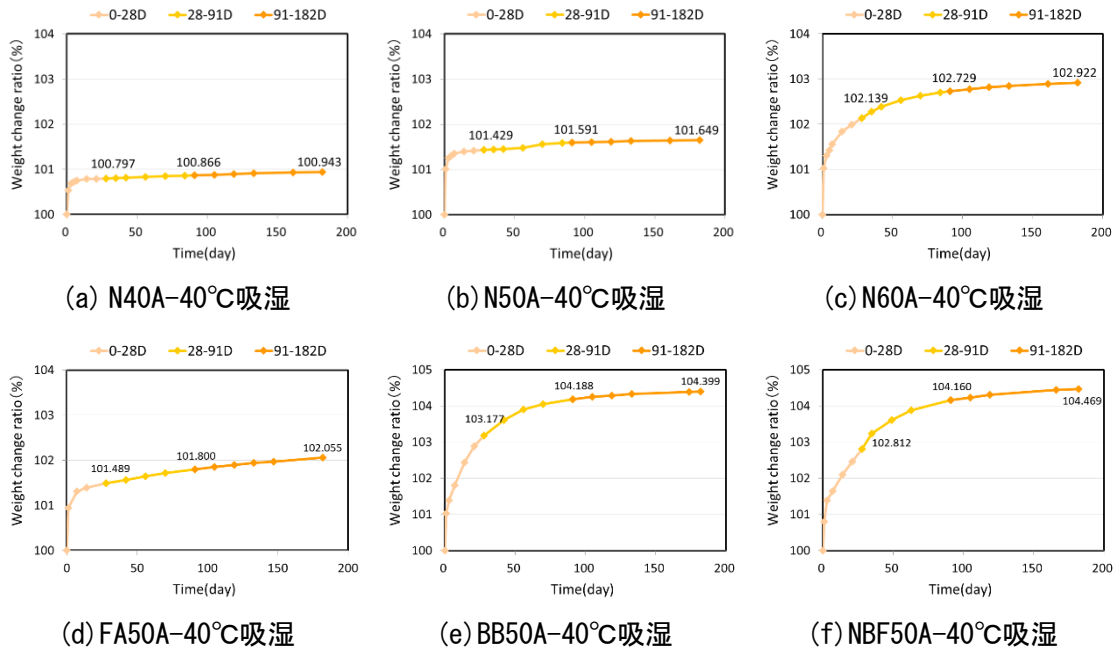 0-28D 28-91D 91-182D
104
103
102
101
100
Weight change ratio(%)
100.797
100.866
100.943
0 50 100 150 200
Time(day)
(a) N40A-40℃吸湿
0-28D 28-91D 91-182D
104
103
102
101
100
Weight change ratio(%)
101.429
101.591
101.649
0 50 100 150 200
Time(day)
(b)N50A-40℃吸湿
0-28D 28-91D 91-182D
104
103
102
101
100
Weight change ratio(%)
102.139
102.729
102.922
0 50 100 150 200
Time(day)
(c)N60A-40℃吸湿
0-28D 28-91D 91-182D
104
103
102
101
100
Weight change ratio(%)
101.489
101.800
102.055
0 50 100 150 200
Time(day)
(d)FA50A-40℃吸湿
0-28D 28-91D 91-182D
105
104
103
102
101
100
Weight change ratio(%)
103.177
104.188
104.399
0 50 100 150 200
Time(day)
(e)BB50A-40℃吸湿
0-28D 28-91D 91-182D
105
104
103
102
101
100
Weight change ratio(%)
102.812
104.160
104.469
0 50 100 150 200
Time(day)
(f)NBF50A-40℃吸湿